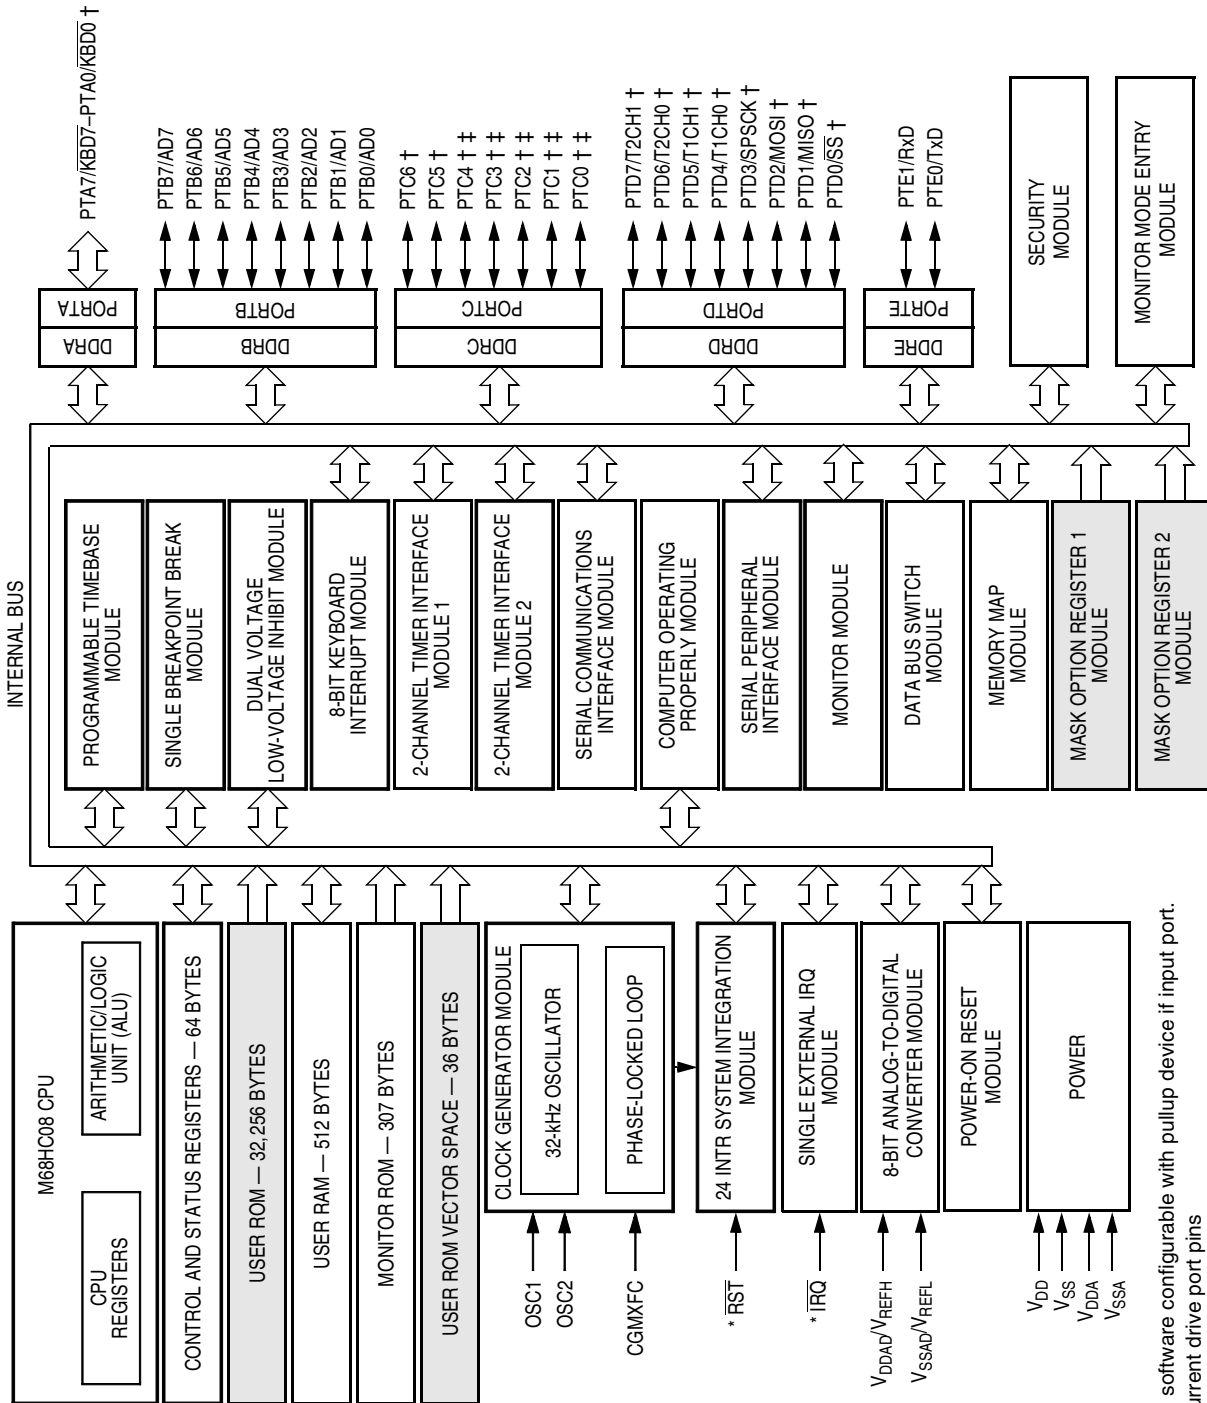 INTERNAL BUS
M68HC08 CPU
CPU
REGISTERS
ARITHMETIC/LOGIC
UNIT (ALU)
CONTROL AND STATUS REGISTERS — 64 BYTES
USER ROM — 32,256 BYTES
USER RAM — 512 BYTES
MONITOR ROM — 307 BYTES
USER ROM VECTOR SPACE — 36 BYTES
CLOCK GENERATOR MODULE
32-kHz OSCILLATOR
PHASE-LOCKED LOOP
OSC1
OSC2
CGMXFC
24 INTR SYSTEM INTEGRATION
MODULE
* R̅S̅T̅
SINGLE EXTERNAL IRQ
MODULE
* I̅R̅Q̅
8-BIT ANALOG-TO-DIGITAL
CONVERTER MODULE
VDDAD/VREFH
VSSAD/VREFL
POWER-ON RESET
MODULE
POWER
VDD
VSS
VDDA
VSSA
PROGRAMMABLE TIMEBASE
MODULE
SINGLE BREAKPOINT BREAK
MODULE
DUAL VOLTAGE
LOW-VOLTAGE INHIBIT MODULE
8-BIT KEYBOARD
INTERRUPT MODULE
2-CHANNEL TIMER INTERFACE
MODULE 1
2-CHANNEL TIMER INTERFACE
MODULE 2
SERIAL COMMUNICATIONS
INTERFACE MODULE
COMPUTER OPERATING
PROPERLY MODULE
SERIAL PERIPHERAL
INTERFACE MODULE
MONITOR MODULE
DATA BUS SWITCH
MODULE
MEMORY MAP
MODULE
MASK OPTION REGISTER 1
MODULE
MASK OPTION REGISTER 2
MODULE
DDRA
PORTA
PTA7/K̅B̅D̅7̅–PTA0/K̅B̅D̅0̅ †
DDRB
PORTB
PTB7/AD7
PTB6/AD6
PTB5/AD5
PTB4/AD4
PTB3/AD3
PTB2/AD2
PTB1/AD1
PTB0/AD0
DDRC
PORTC
PTC6 †
PTC5 †
PTC4 † ‡
PTC3 † ‡
PTC2 † ‡
PTC1 † ‡
PTC0 † ‡
DDRD
PORTD
PTD7/T2CH1 †
PTD6/T2CH0 †
PTD5/T1CH1 †
PTD4/T1CH0 †
PTD3/SPSCK †
PTD2/MOSI †
PTD1/MISO †
PTD0/S̅S̅ †
DDRE
PORTE
PTE1/RxD
PTE0/TxD
SECURITY
MODULE
MONITOR MODE ENTRY
MODULE
software configurable with pullup device if input port.
urrent drive port pins